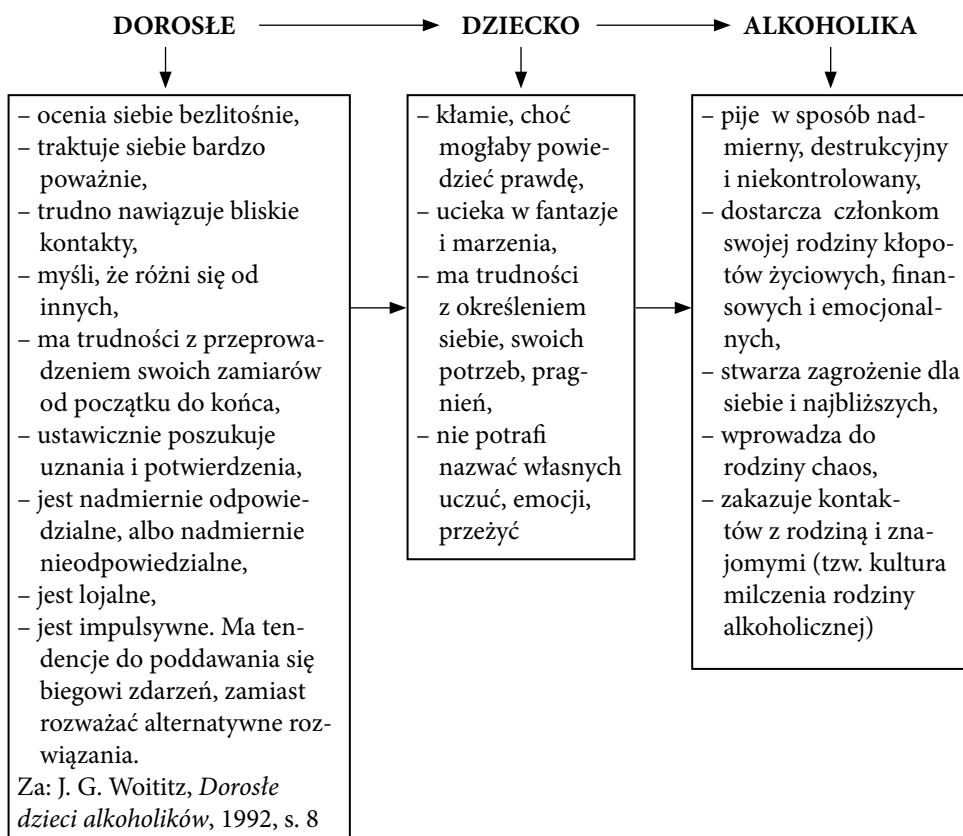 DOROSŁE
DZIECKO
ALKOHOLIKA
– ocenia siebie bezlitośnie,
– traktuje siebie bardzo
poważnie,
– trudno nawiązuje bliskie
kontakty,
– myśli, że różni się od
innych,
– ma trudności z przeprowa-
dzeniem swoich zamiarów
od początku do końca,
– ustawicznie poszukuje
uznania i potwierdzenia,
– jest nadmiernie odpowie-
dzialne, albo nadmiernie
nieodpowiedzialne,
– jest lojalne,
– jest impulsywne. Ma ten-
dencje do poddawania się
biegowi zdarzeń, zamiast
rozważać alternatywne roz-
wiązania.
Za: J. G. Woititz, Dorosłe
dzieci alkoholików, 1992, s. 8
– kłamie, choć
mogłaby powie-
dzieć prawdę,
– ucieka w fantazje
i marzenia,
– ma trudności
z określeniem
siebie, swoich
potrzeb, prag-
nień,
– nie potrafi
nazwać własnych
uczuć, emocji,
przeżyć
– pije w sposób nad-
mierny, destrukcyjny
i niekontrolowany,
– dostarcza członkom
swojej rodziny kłopo-
tów życiowych, finan-
sowych i emocjonal-
nych,
– stwarza zagrożenie dla
siebie i najbliższych,
– wprowadza do
rodziny chaos,
– zakazuje kontak-
tów z rodziną i zna-
jomymi (tzw. kultura
milczenia rodziny
alkoholicznej)